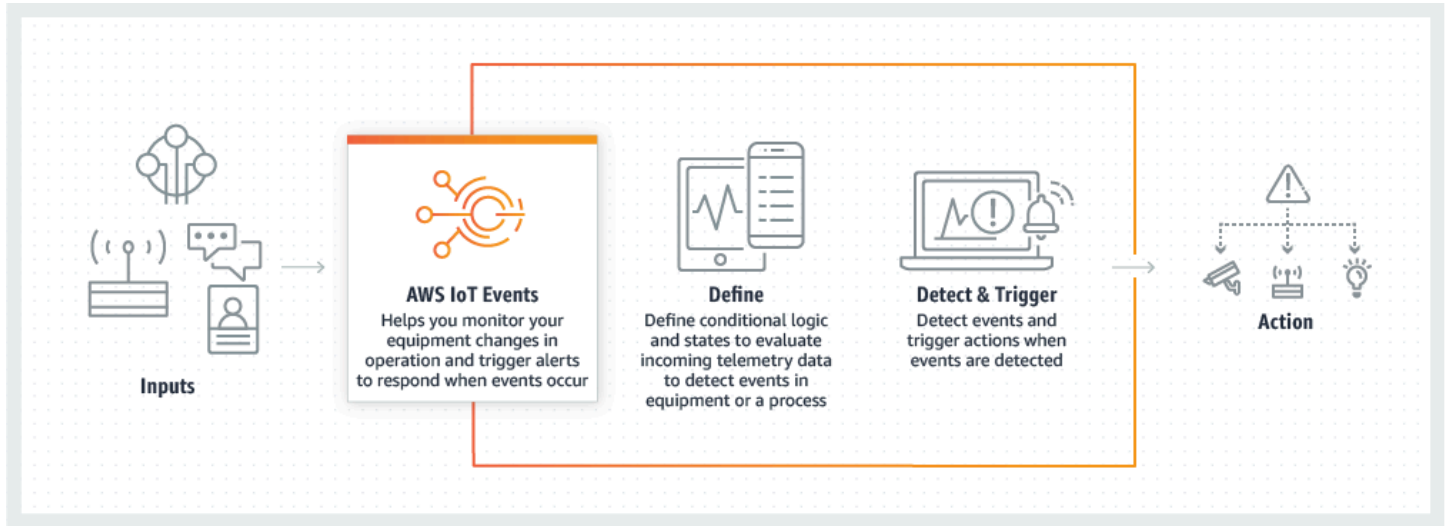 Inputs
AWS IoT Events
Helps you monitor your
equipment changes in
operation and trigger alerts
to respond when events occur
Define
Define conditional logic
and states to evaluate
incoming telemetry data
to detect events in
equipment or a process
Detect & Trigger
Detect events and
trigger actions when
events are detected
Action